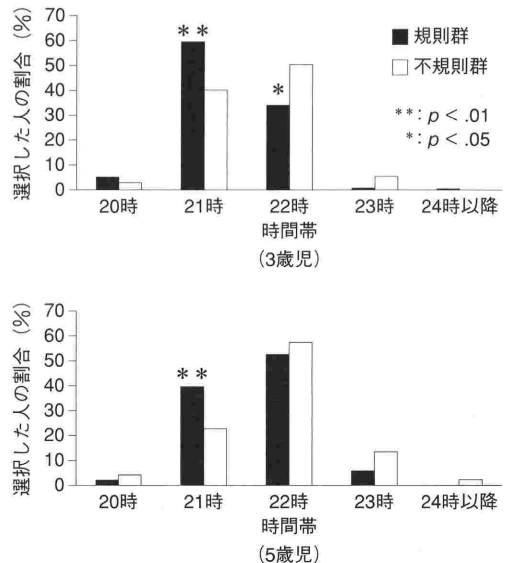 選択した人の割合（%）
70
60
50
40
30
20
10
0
**
*
■ 規則群
□ 不規則群
**: p < .01
*: p < .05
20時 21時 22時 23時 24時以降
時間帯
（3歳児）
選択した人の割合（%）
70
60
50
40
30
20
10
0
**
20時 21時 22時 23時 24時以降
時間帯
（5歳児）